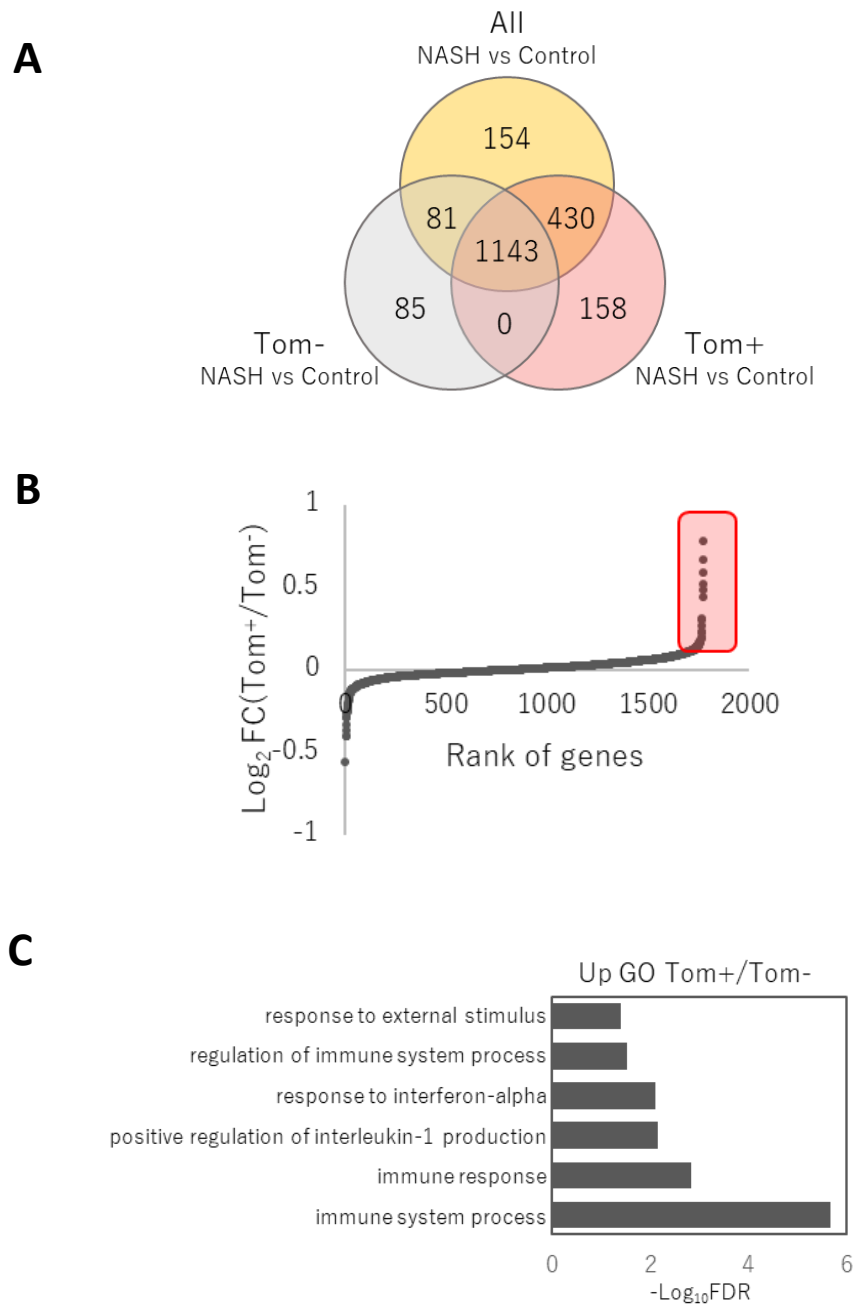 A
All
NASH vs Control
154
81
430
1143
85
0
158
Tom-
NASH vs Control
Tom+
NASH vs Control
B
Log₂ FC(Tom⁺/Tom⁻)
1
0.5
0
-0.5
-1
0
500
1000
1500
2000
Rank of genes
C
Up GO Tom+/Tom-
response to external stimulus
regulation of immune system process
response to interferon-alpha
positive regulation of interleukin-1 production
immune response
immune system process
0
2
4
6
-Log₁₀FDR